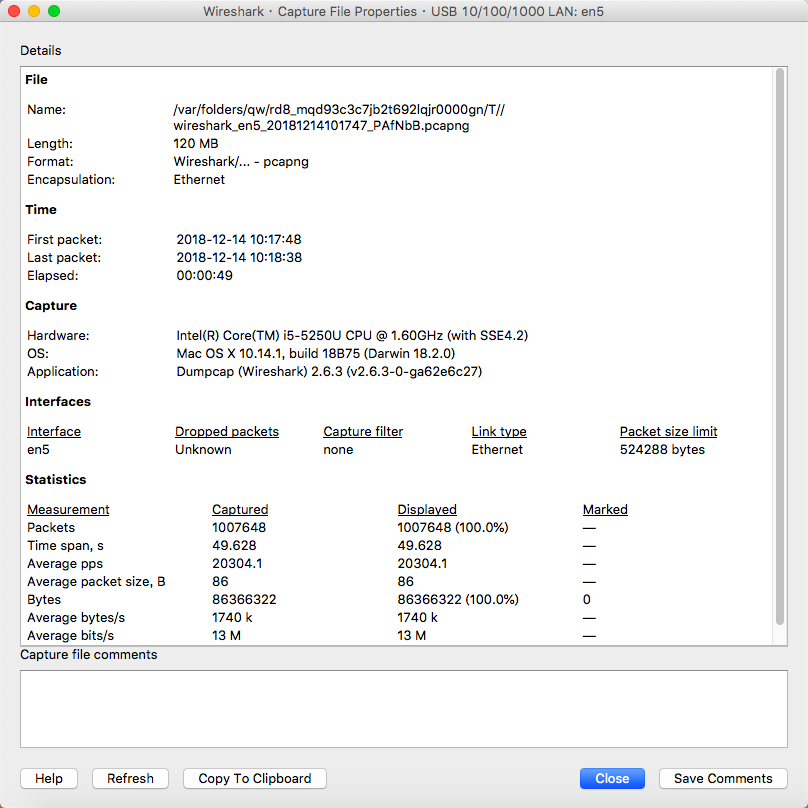 Wireshark · Capture File Properties · USB 10/100/1000 LAN: en5
Details
File
Name: /var/folders/qw/rd8_mqd93c3c7jb2t692lqjr0000gn/T//
wireshark_en5_20181214101747_PAfNbB.pcapng
Length: 120 MB
Format: Wireshark/... - pcapng
Encapsulation: Ethernet
Time
First packet: 2018-12-14 10:17:48
Last packet: 2018-12-14 10:18:38
Elapsed: 00:00:49
Capture
Hardware: Intel(R) Core(TM) i5-5250U CPU @ 1.60GHz (with SSE4.2)
OS: Mac OS X 10.14.1, build 18B75 (Darwin 18.2.0)
Application: Dumpcap (Wireshark) 2.6.3 (v2.6.3-0-ga62e6c27)
Interfaces
Interface Dropped packets Capture filter Link type Packet size limit
en5 Unknown none Ethernet 524288 bytes
Statistics
Measurement Captured Displayed Marked
Packets 1007648 1007648 (100.0%) —
Time span, s 49.628 49.628 —
Average pps 20304.1 20304.1 —
Average packet size, B 86 86 —
Bytes 86366322 86366322 (100.0%) 0
Average bytes/s 1740 k 1740 k —
Average bits/s 13 M 13 M —
Capture file comments
Help Refresh Copy To Clipboard Close Save Comments